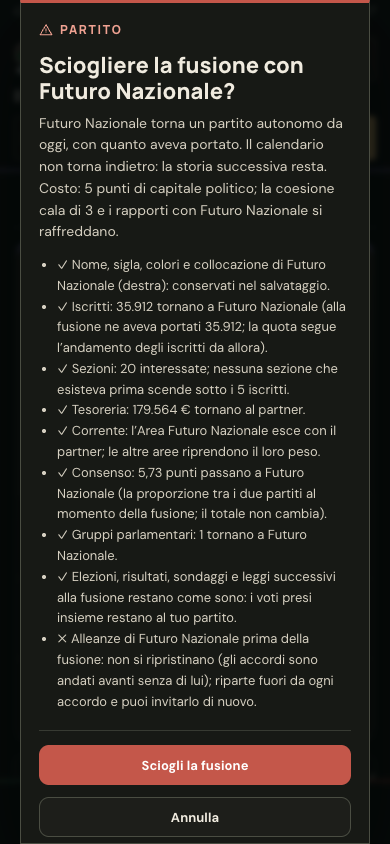 PARTITO
Sciogliere la fusione con
Futuro Nazionale?
Futuro Nazionale torna un partito autonomo da
oggi, con quanto aveva portato. Il calendario
non torna indietro: la storia successiva resta.
Costo: 5 punti di capitale politico; la coesione
cala di 3 e i rapporti con Futuro Nazionale si
raffreddano.
• ✓ Nome, sigla, colori e collocazione di Futuro
Nazionale (destra): conservati nel salvataggio.
• ✓ Iscritti: 35.912 tornano a Futuro Nazionale (alla
fusione ne aveva portati 35.912; la quota segue
l’andamento degli iscritti da allora).
• ✓ Sezioni: 20 interessate; nessuna sezione che
esisteva prima scende sotto i 5 iscritti.
• ✓ Tesoreria: 179.564 € tornano al partner.
• ✓ Corrente: l’Area Futuro Nazionale esce con il
partner; le altre aree riprendono il loro peso.
• ✓ Consenso: 5,73 punti passano a Futuro
Nazionale (la proporzione tra i due partiti al
momento della fusione; il totale non cambia).
• ✓ Gruppi parlamentari: 1 tornano a Futuro
Nazionale.
• ✓ Elezioni, risultati, sondaggi e leggi successivi
alla fusione restano come sono: i voti presi
insieme restano al tuo partito.
• ✕ Alleanze di Futuro Nazionale prima della
fusione: non si ripristinano (gli accordi sono
andati avanti senza di lui); riparte fuori da ogni
accordo e puoi invitarlo di nuovo.
Sciogli la fusione
Annulla